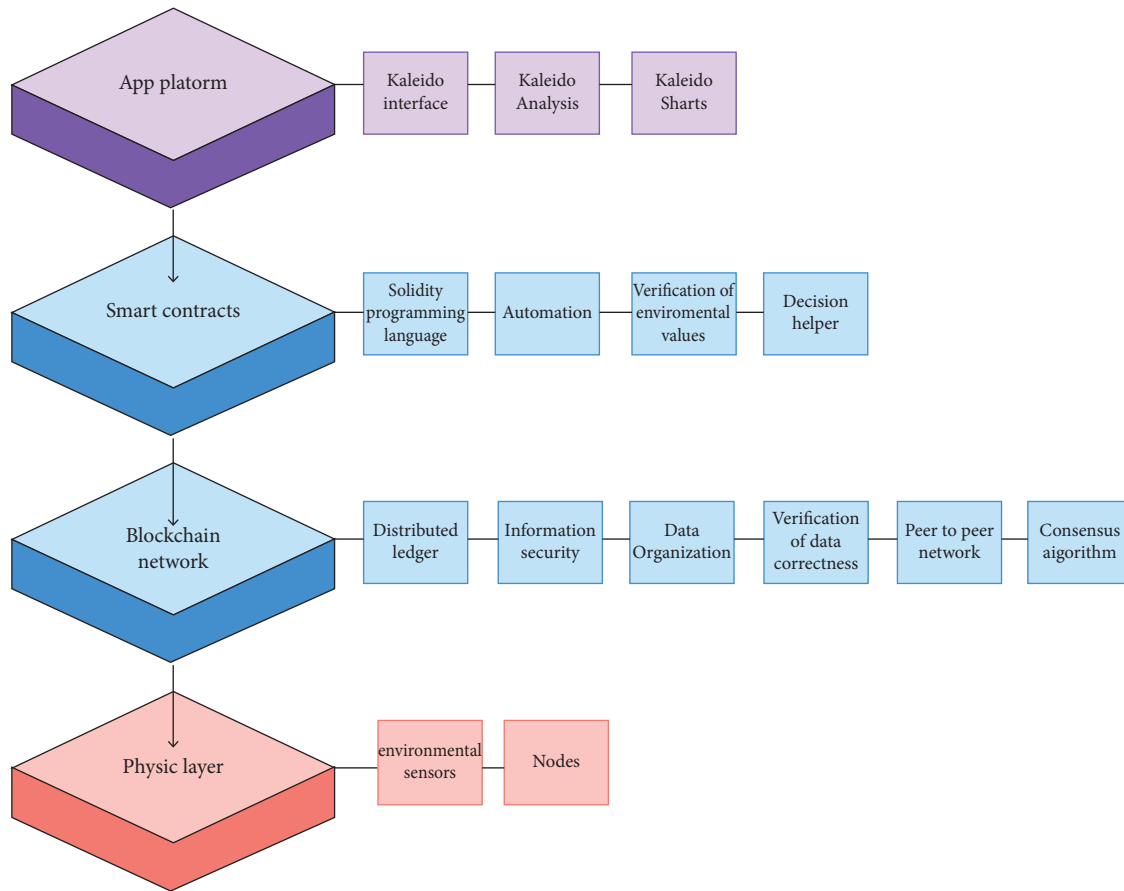 App platorm
Kaleido
interface
Kaleido
Analysis
Kaleido
Sharts
Smart contracts
Solidity
programming
language
Automation
Verification of
enviromental
values
Decision
helper
Blockchain
network
Distributed
ledger
Information
security
Data
Organization
Verification
of data
correctness
Peer to peer
network
Consensus
aigorithm
Physic layer
environmental
sensors
Nodes